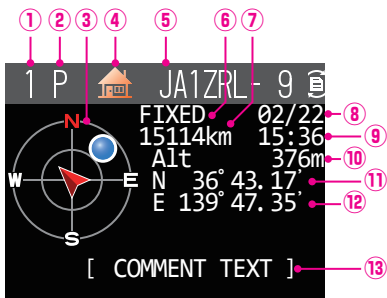 ① ② ③ ④ ⑤ ⑥ ⑦
1 P JA1ZRL- 9
N FIXED 02/22 ⑧
15114km 15:36 ⑨
Alt 376m ⑩
W E N 36°43.17' ⑪
E 139°47.35' ⑫
S
[ COMMENT TEXT ] ⑬